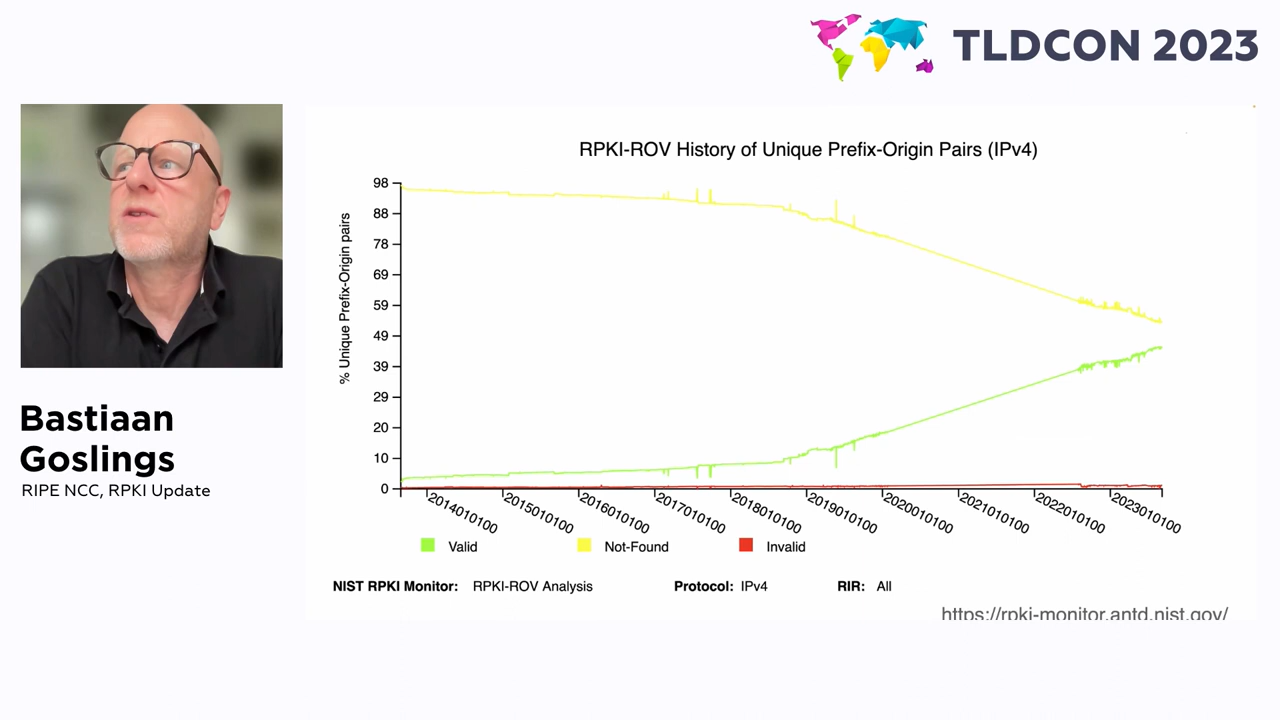 TLDCON 2023
RPKI-ROV History of Unique Prefix-Origin Pairs (IPv4)
% Unique Prefix-Origin pairs
98
88
78
69
59
49
39
29
20
10
0
2014010100
2015010100
2016010100
2017010100
2018010100
2019010100
2020010100
2021010100
2022010100
2023010100
Valid
Not-Found
Invalid
NIST RPKI Monitor: RPKI-ROV Analysis Protocol: IPv4 RIR: All
https://rpki-monitor.antd.nist.gov/
Bastiaan
Goslings
RIPE NCC, RPKI Update